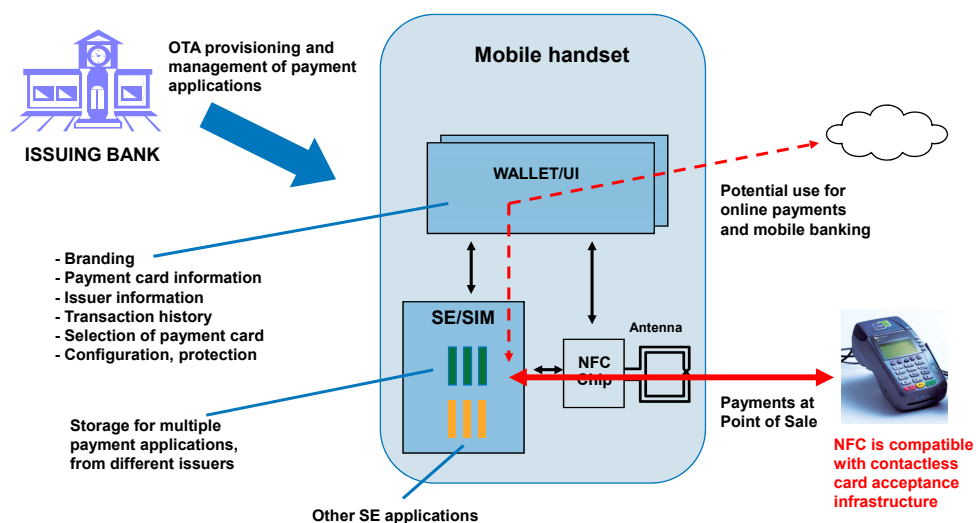 OTA provisioning and
management of payment
applications
ISSUING BANK
Mobile handset
WALLET/UI
Potential use for
online payments
and mobile banking
- Branding
- Payment card information
- Issuer information
- Transaction history
- Selection of payment card
- Configuration, protection
SE/SIM
Antenna
NFC
Chip
Payments at
Point of Sale
Storage for multiple
payment applications,
from different issuers
NFC is compatible
with contactless
card acceptance
infrastructure
Other SE applications